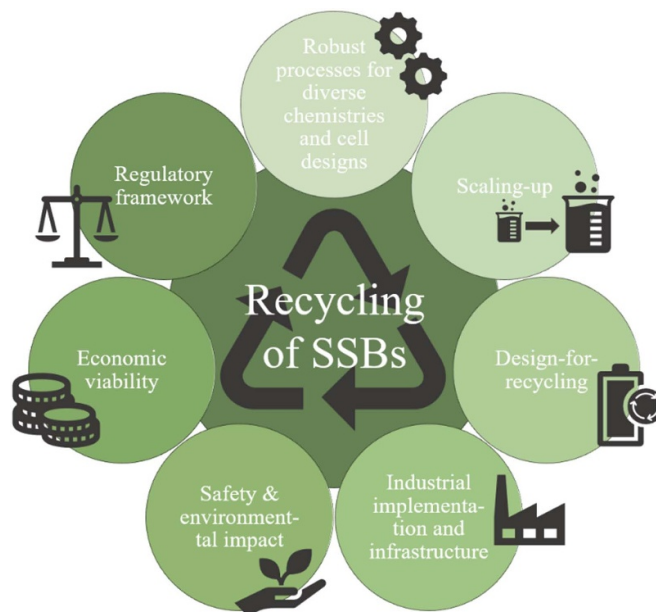 Robust
processes for
diverse
chemistries
and cell
designs
Scaling-up
Design-for-
recycling
Industrial
implementa-
tion and
infrastructure
Safety &
environmen-
tal impact
Economic
viability
Regulatory
framework
Recycling
of SSBs